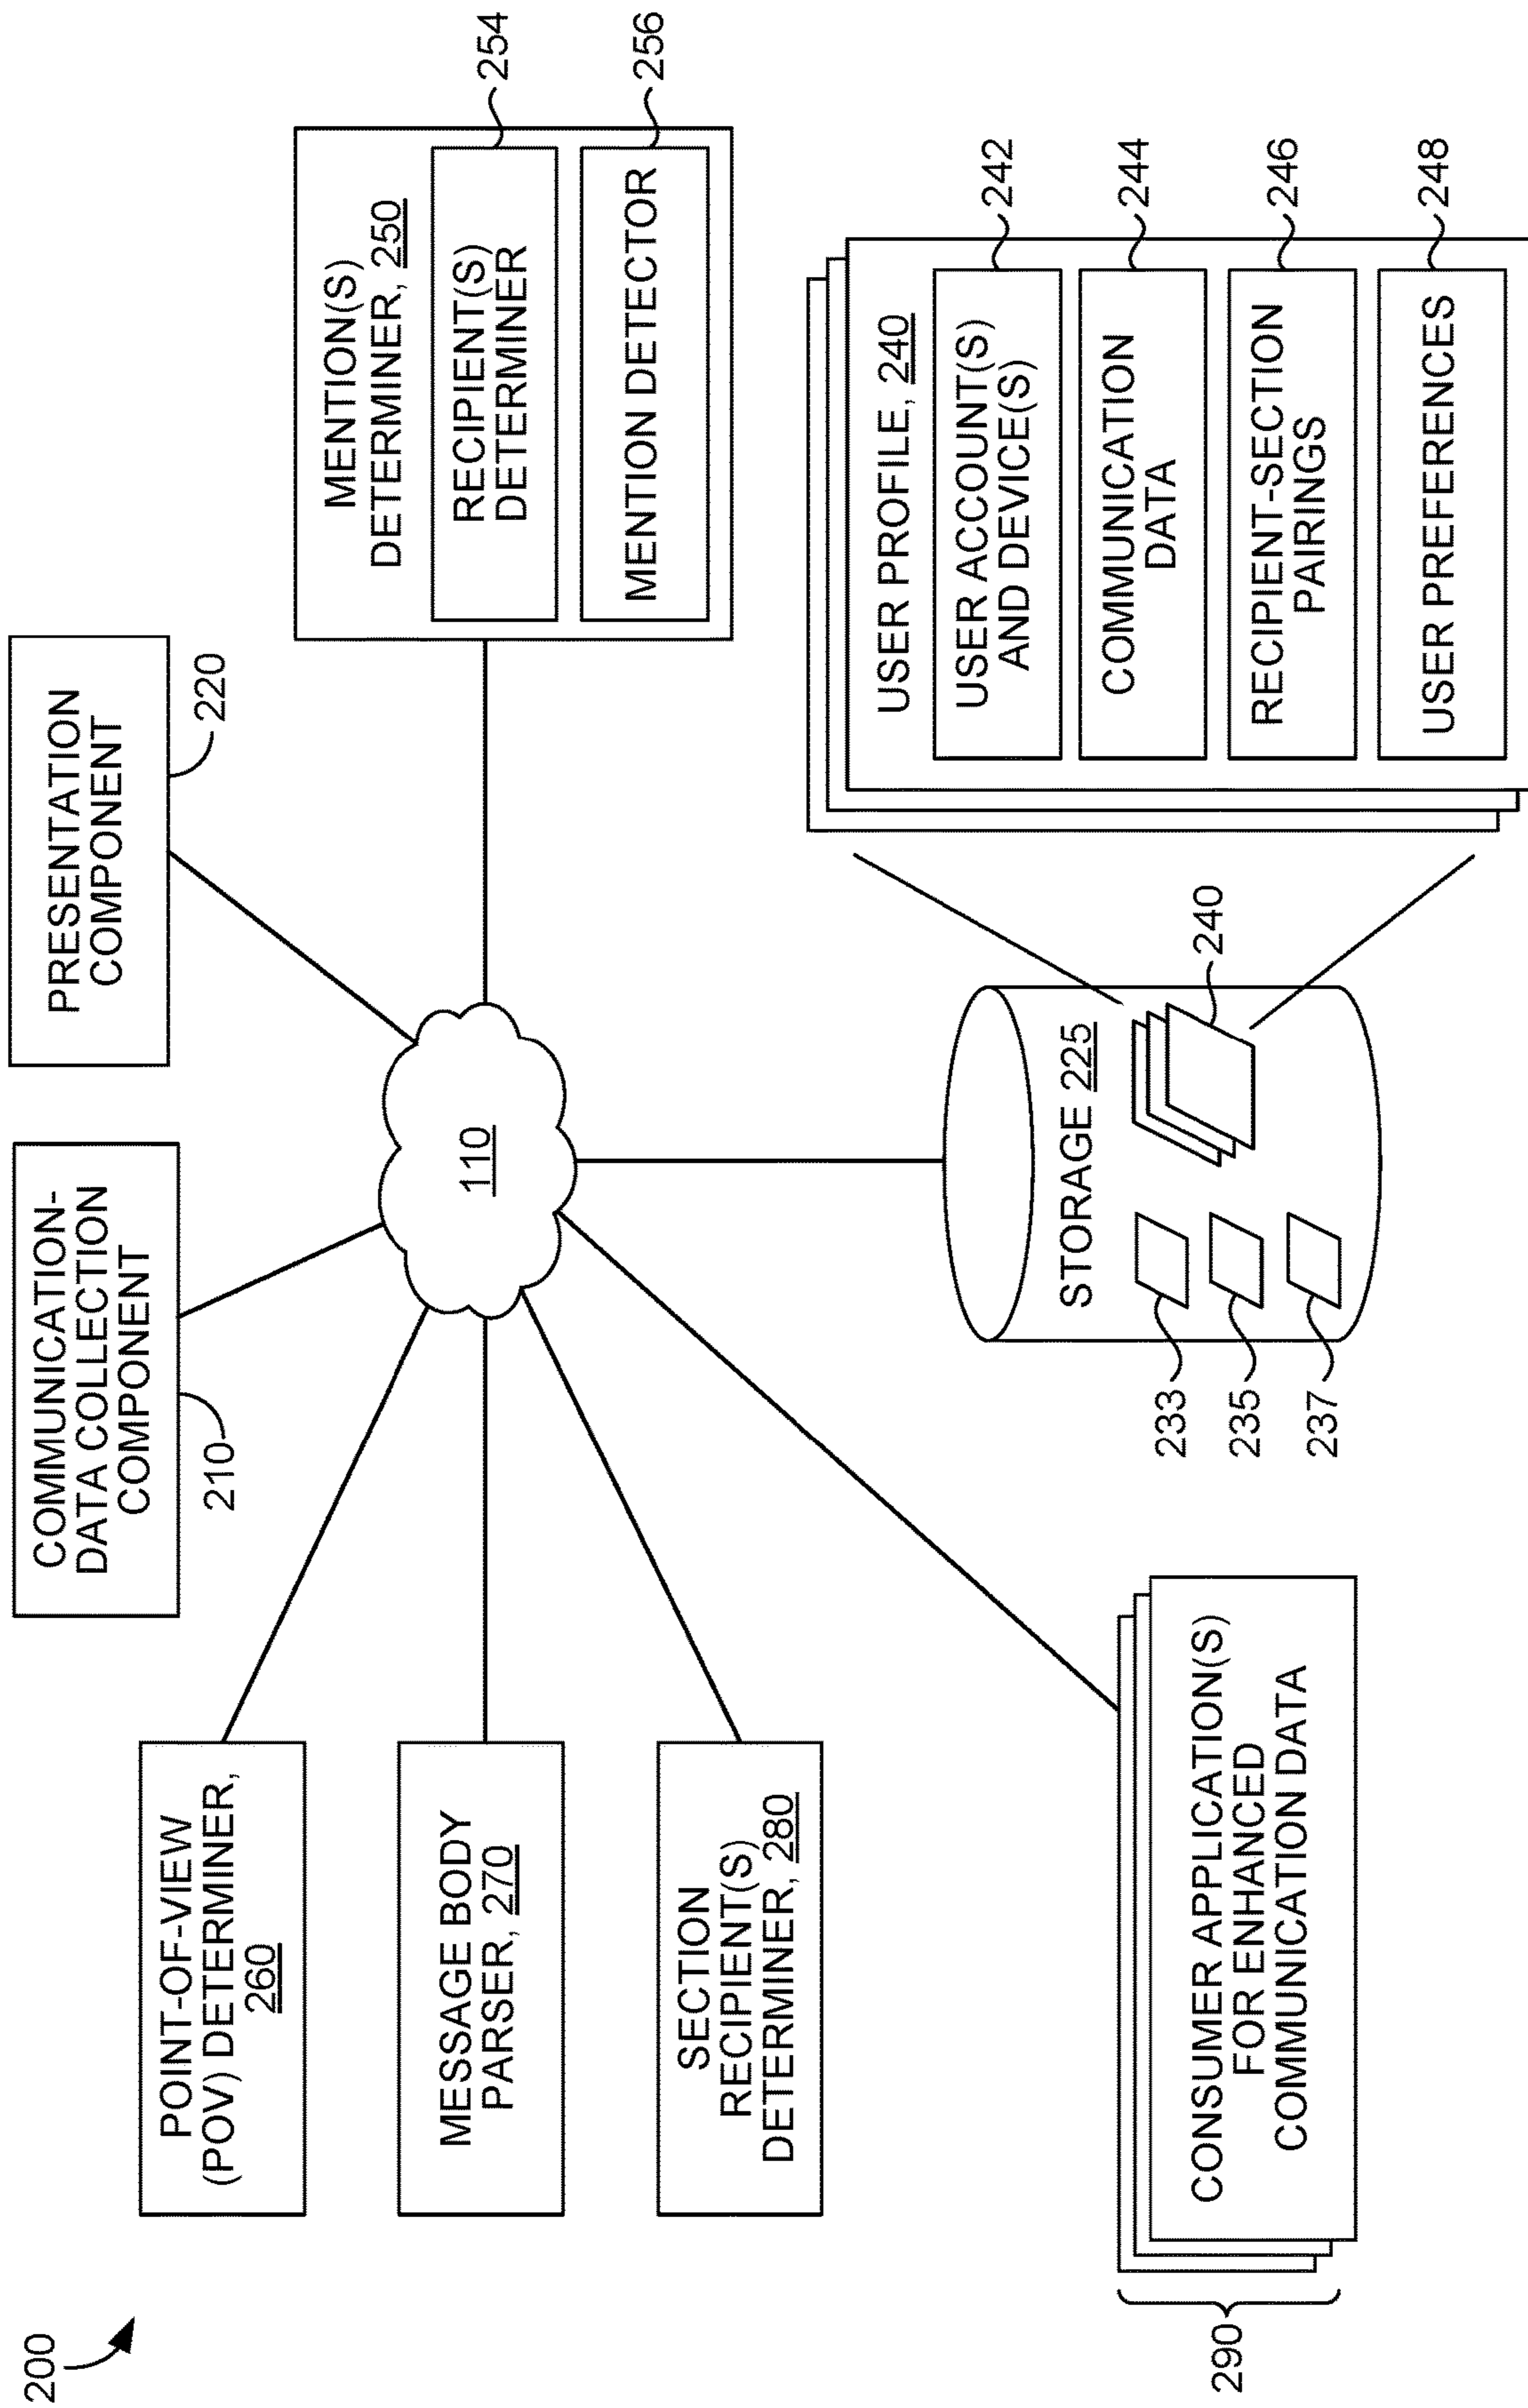 200
COMMUNICATION-
DATA COLLECTION
COMPONENT
210
PRESENTATION
COMPONENT
220
POINT-OF-VIEW
(POV) DETERMINER,
260
MESSAGE BODY
PARSER, 270
SECTION
RECIPIENT(S)
DETERMINER, 280
110
MENTION(S)
DETERMINER, 250
RECIPIENT(S)
DETERMINER
254
MENTION DETECTOR
256
CONSUMER APPLICATION(S)
FOR ENHANCED
COMMUNICATION DATA
290
STORAGE 225
233
235
237
240
USER PROFILE, 240
USER ACCOUNT(S)
AND DEVICE(S)
242
COMMUNICATION
DATA
244
RECIPIENT-SECTION
PAIRINGS
246
USER PREFERENCES
248